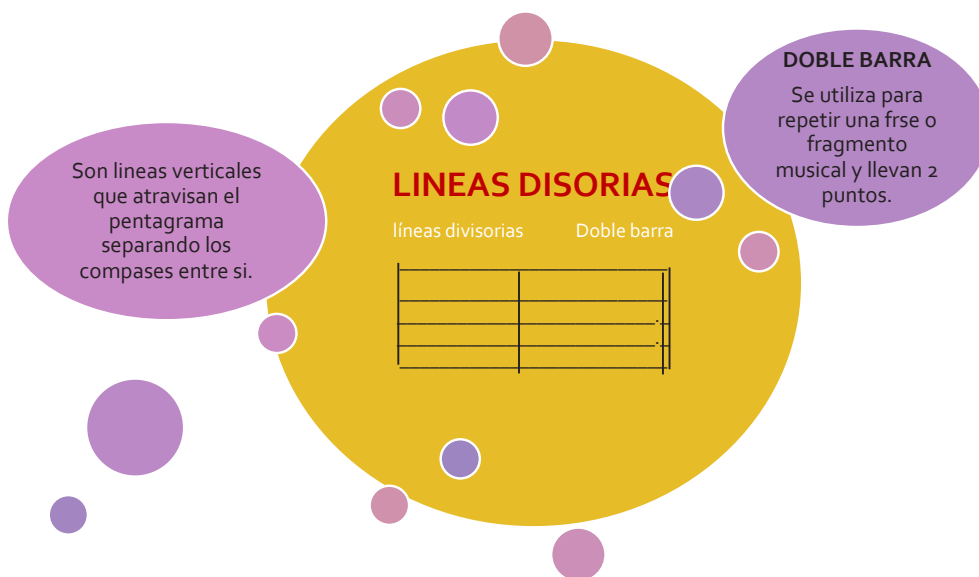 DOBLE BARRA
Se utiliza para
repetir una frse o
fragmento
musical y llevan 2
puntos.
Son lineas verticales
que atravisan el
pentagrama
separando los
compases entre si.
LINEAS DISORIAS
líneas divisorias Doble barra